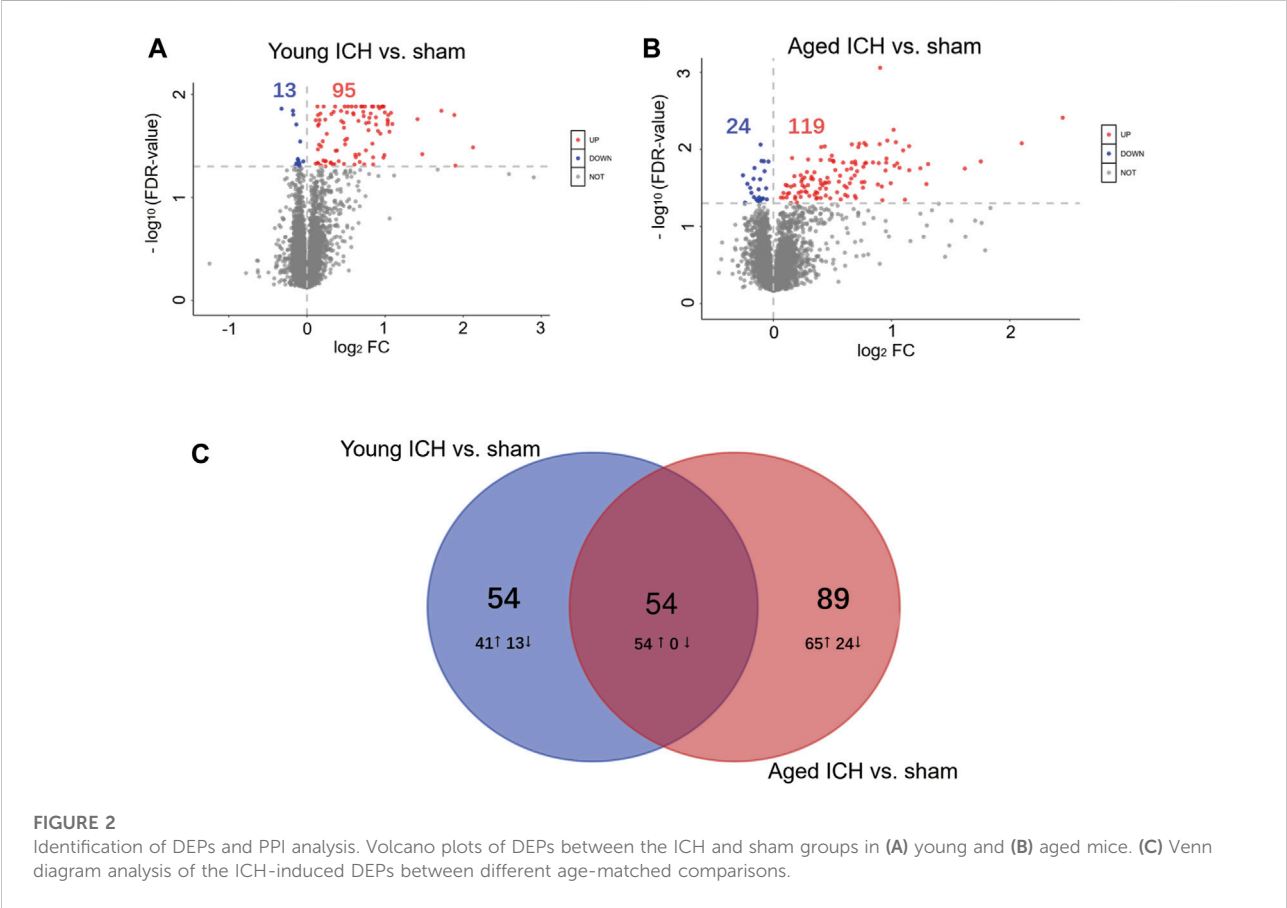 A
Young ICH vs. sham
13
95
2
1
0
- log10 (FDR-value)
-1
0
1
2
3
log2 FC
UP
DOWN
NOT
B
Aged ICH vs. sham
24
119
3
2
1
0
- log10 (FDR-value)
0
1
2
log2 FC
UP
DOWN
NOT
C
Young ICH vs. sham
54
41↑ 13↓
54
54 ↑ 0 ↓
89
65↑ 24↓
Aged ICH vs. sham
FIGURE 2
Identification of DEPs and PPI analysis. Volcano plots of DEPs between the ICH and sham groups in (A) young and (B) aged mice. (C) Venn
diagram analysis of the ICH-induced DEPs between different age-matched comparisons.